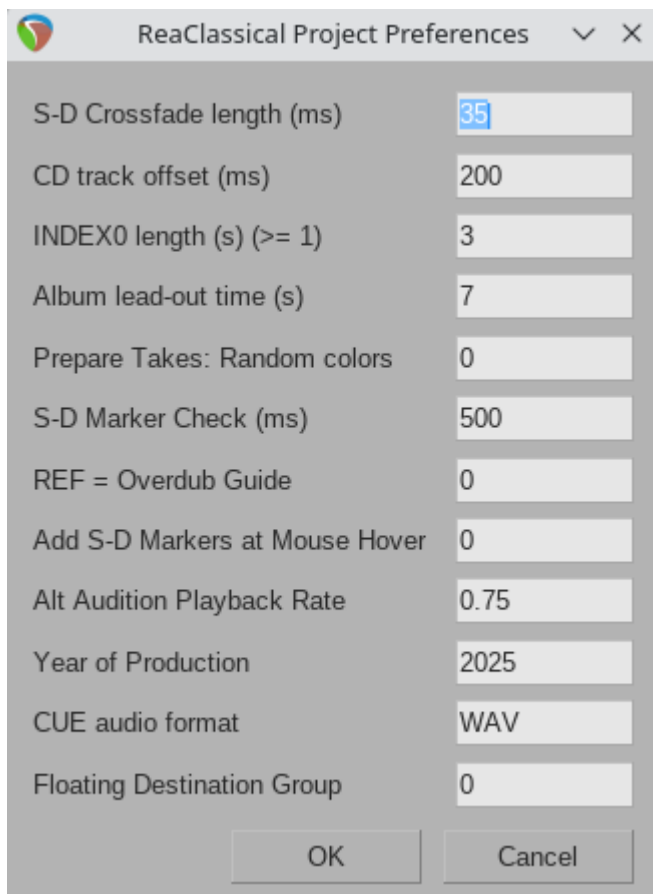 ReaClassical Project Preferences
S-D Crossfade length (ms) 35
CD track offset (ms) 200
INDEX0 length (s) (>= 1) 3
Album lead-out time (s) 7
Prepare Takes: Random colors 0
S-D Marker Check (ms) 500
REF = Overdub Guide 0
Add S-D Markers at Mouse Hover 0
Alt Audition Playback Rate 0.75
Year of Production 2025
CUE audio format WAV
Floating Destination Group 0
OK Cancel